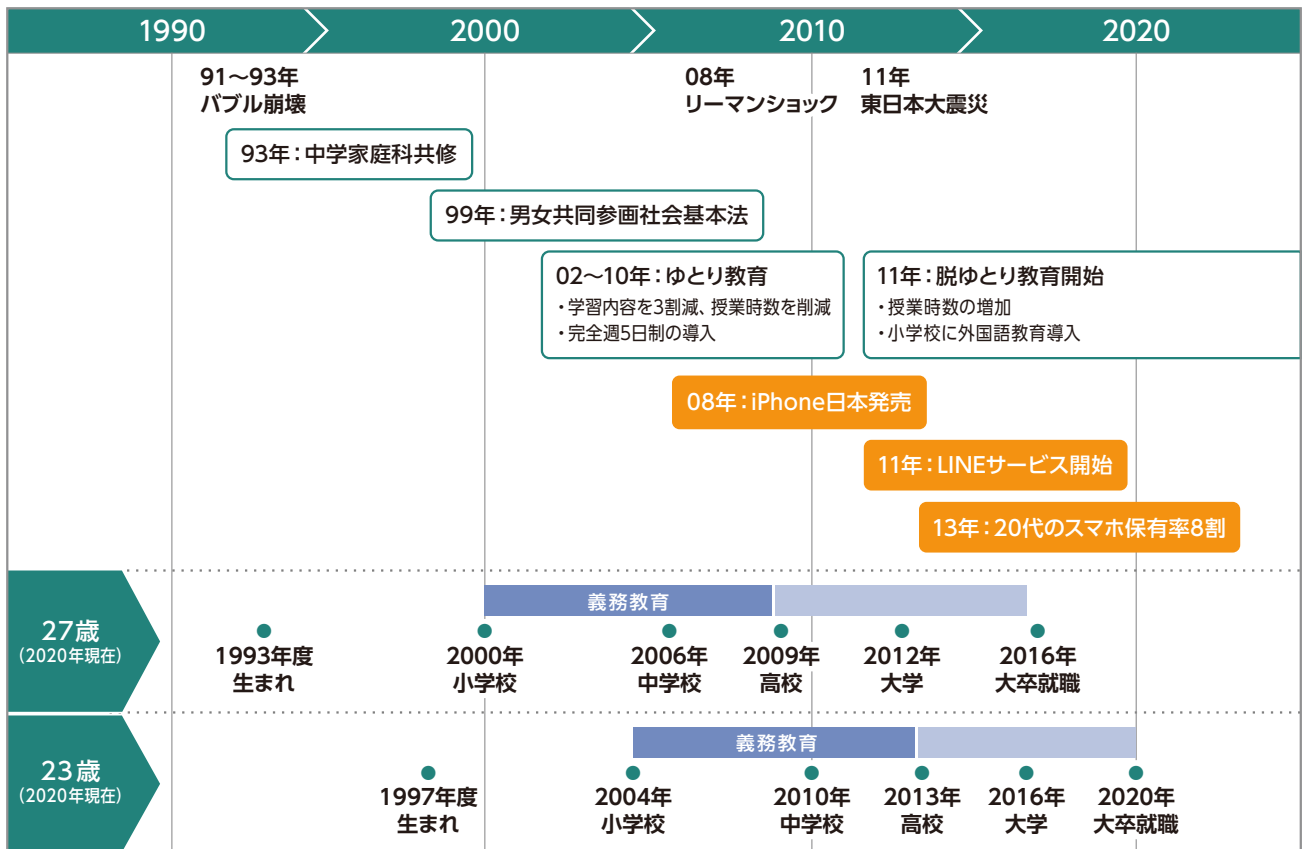 1990
2000
2010
2020
91～93年
バブル崩壊
08年
リーマンショック
11年
東日本大震災
93年：中学家庭科共修
99年：男女共同参画社会基本法
02～10年：ゆとり教育
・学習内容を3割減、授業時数を削減
・完全週5日制の導入
11年：脱ゆとり教育開始
・授業時数の増加
・小学校に外国語教育導入
08年：iPhone日本発売
11年：LINEサービス開始
13年：20代のスマホ保有率8割
27歳
(2020年現在)
義務教育
1993年度
生まれ
2000年
小学校
2006年
中学校
2009年
高校
2012年
大学
2016年
大卒就職
23歳
(2020年現在)
義務教育
1997年度
生まれ
2004年
小学校
2010年
中学校
2013年
高校
2016年
大学
2020年
大卒就職